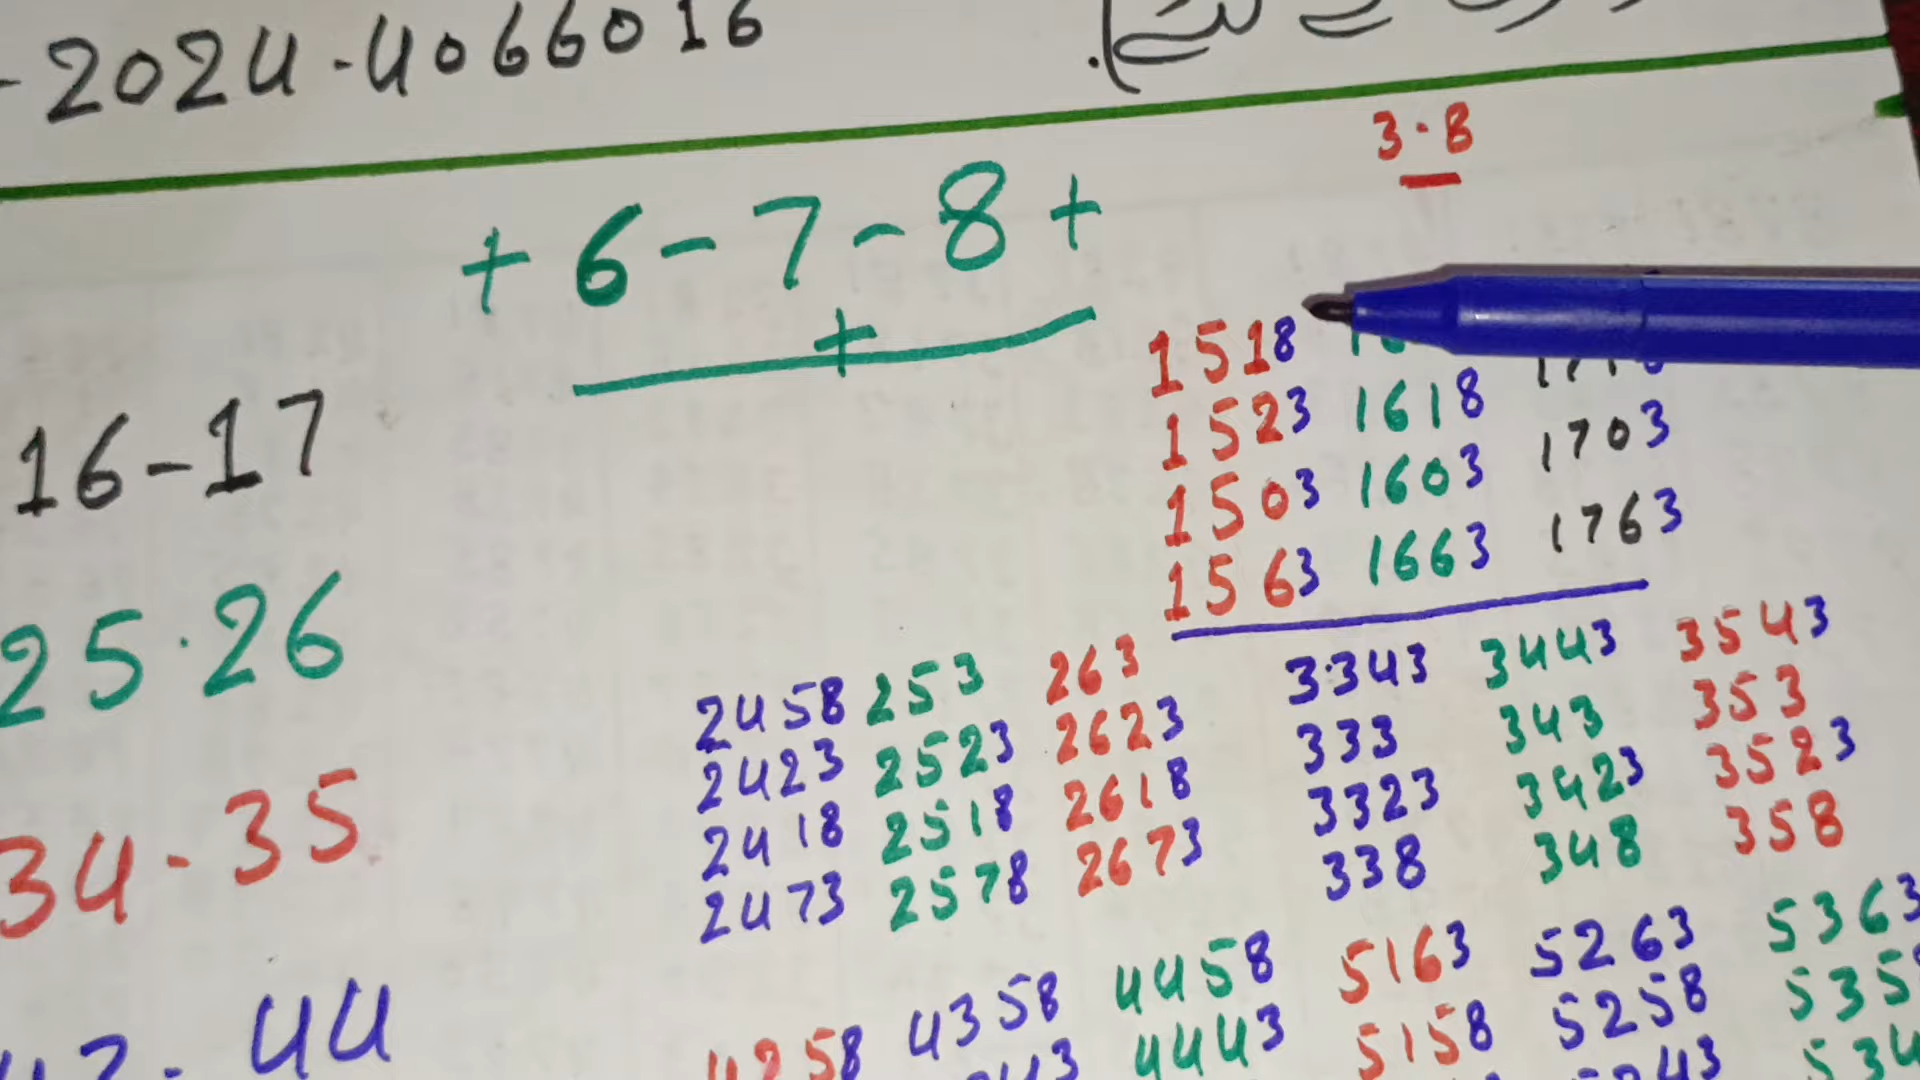 -2024-4066016
3.8
+6-7-8+
+
1518
1523 1618
1503 1603 1703
1563 1663 1763
16-17
25.26
34-35
44
2458 253 263
2423 2523 2623
2418 2518 2618
2473 2578 2673
3343 3443 3543
333 343 353
3323 3423 3523
338 348 358
4258 4358 4458 5163 5263 5363
4443 5158 5258